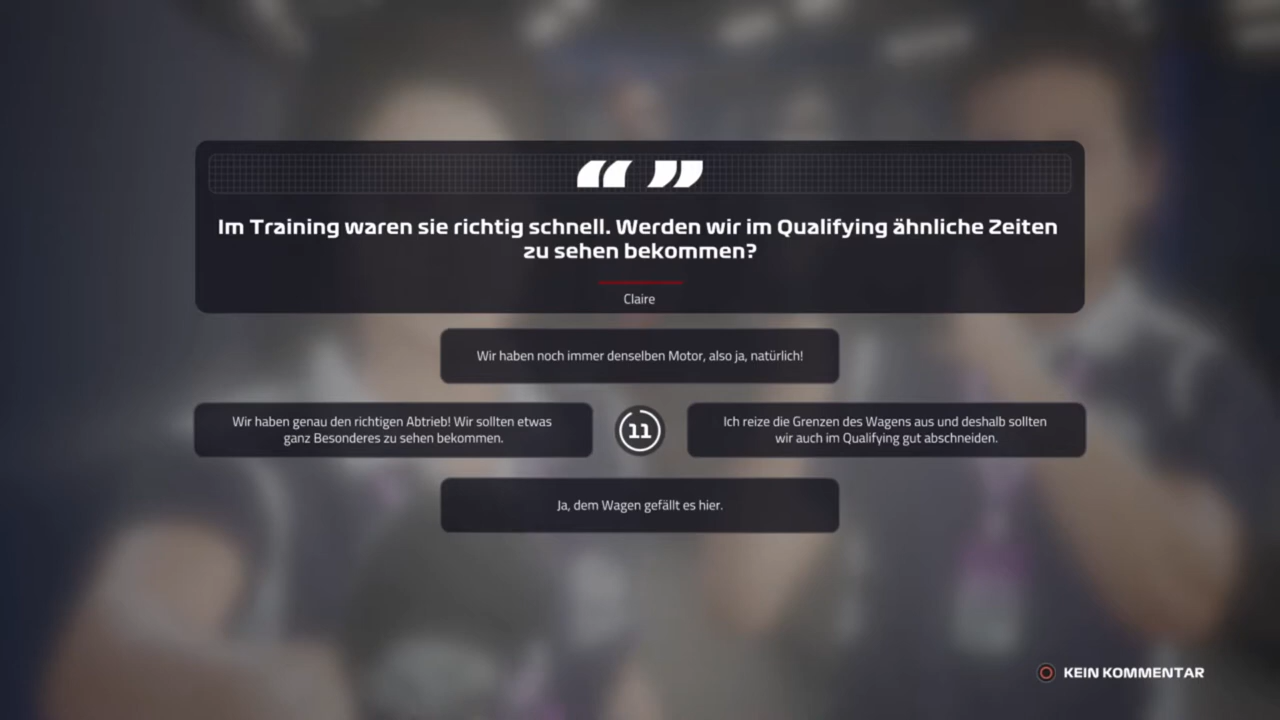 “ ”
Im Training waren sie richtig schnell. Werden wir im Qualifying ähnliche Zeiten
zu sehen bekommen?
Claire
Wir haben noch immer denselben Motor, also ja, natürlich!
Wir haben genau den richtigen Abtrieb! Wir sollten etwas
ganz Besonderes zu sehen bekommen.
11
Ich reize die Grenzen des Wagens aus und deshalb sollten
wir auch im Qualifying gut abschneiden.
Ja, dem Wagen gefällt es hier.
KEIN KOMMENTAR